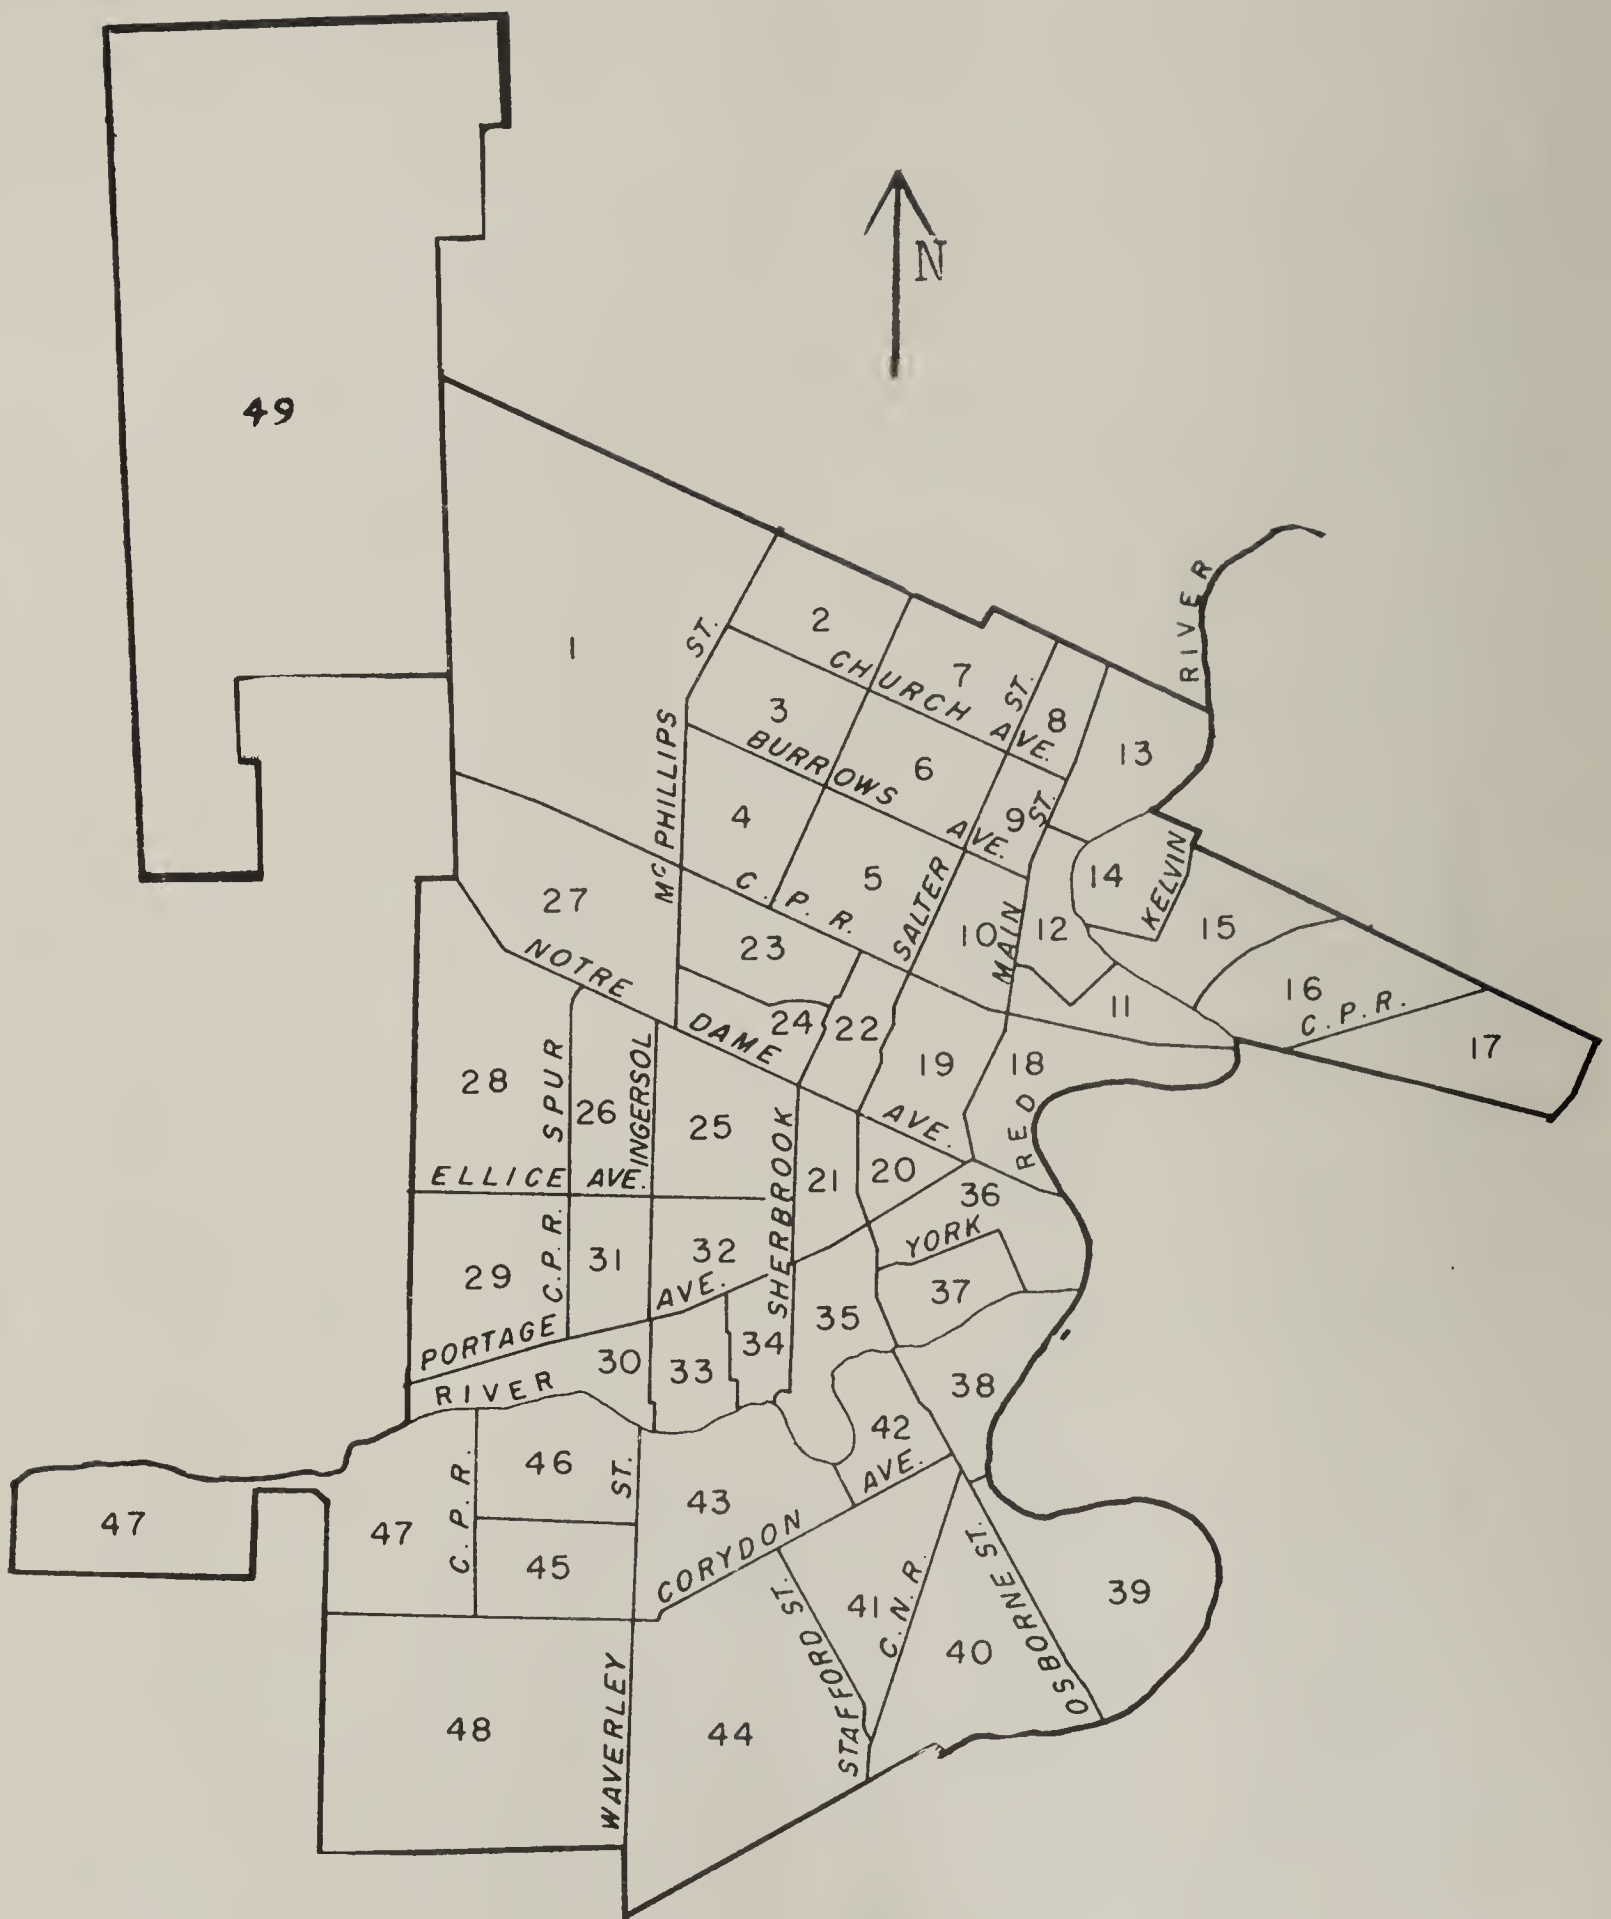 N
49
RIVER
1
2
ST.
CHURCH AVE.
7
ST.
8
3
13
BURROWS AVE.
6
MCPHILLIPS
4
9
ST.
5
14
KELVIN
C. P. R.
27
SALTER
10
MAIN
12
15
23
NOTRE DAME AVE.
16
C. P. R.
11
24
22
17
19
18
28
SPUR
26
INGERSOL
25
RED
ELLICE AVE.
SHERBROOK
21
20
36
YORK
29
C. P. R.
31
32
37
PORTAGE AVE.
35
30
33
34
RIVER
38
42
46
ST.
43
CORYDON AVE.
47
47
C. P. R.
45
OSBORNE ST.
39
41
C. N. R.
STAFFORD ST.
40
48
WAVERLEY
44